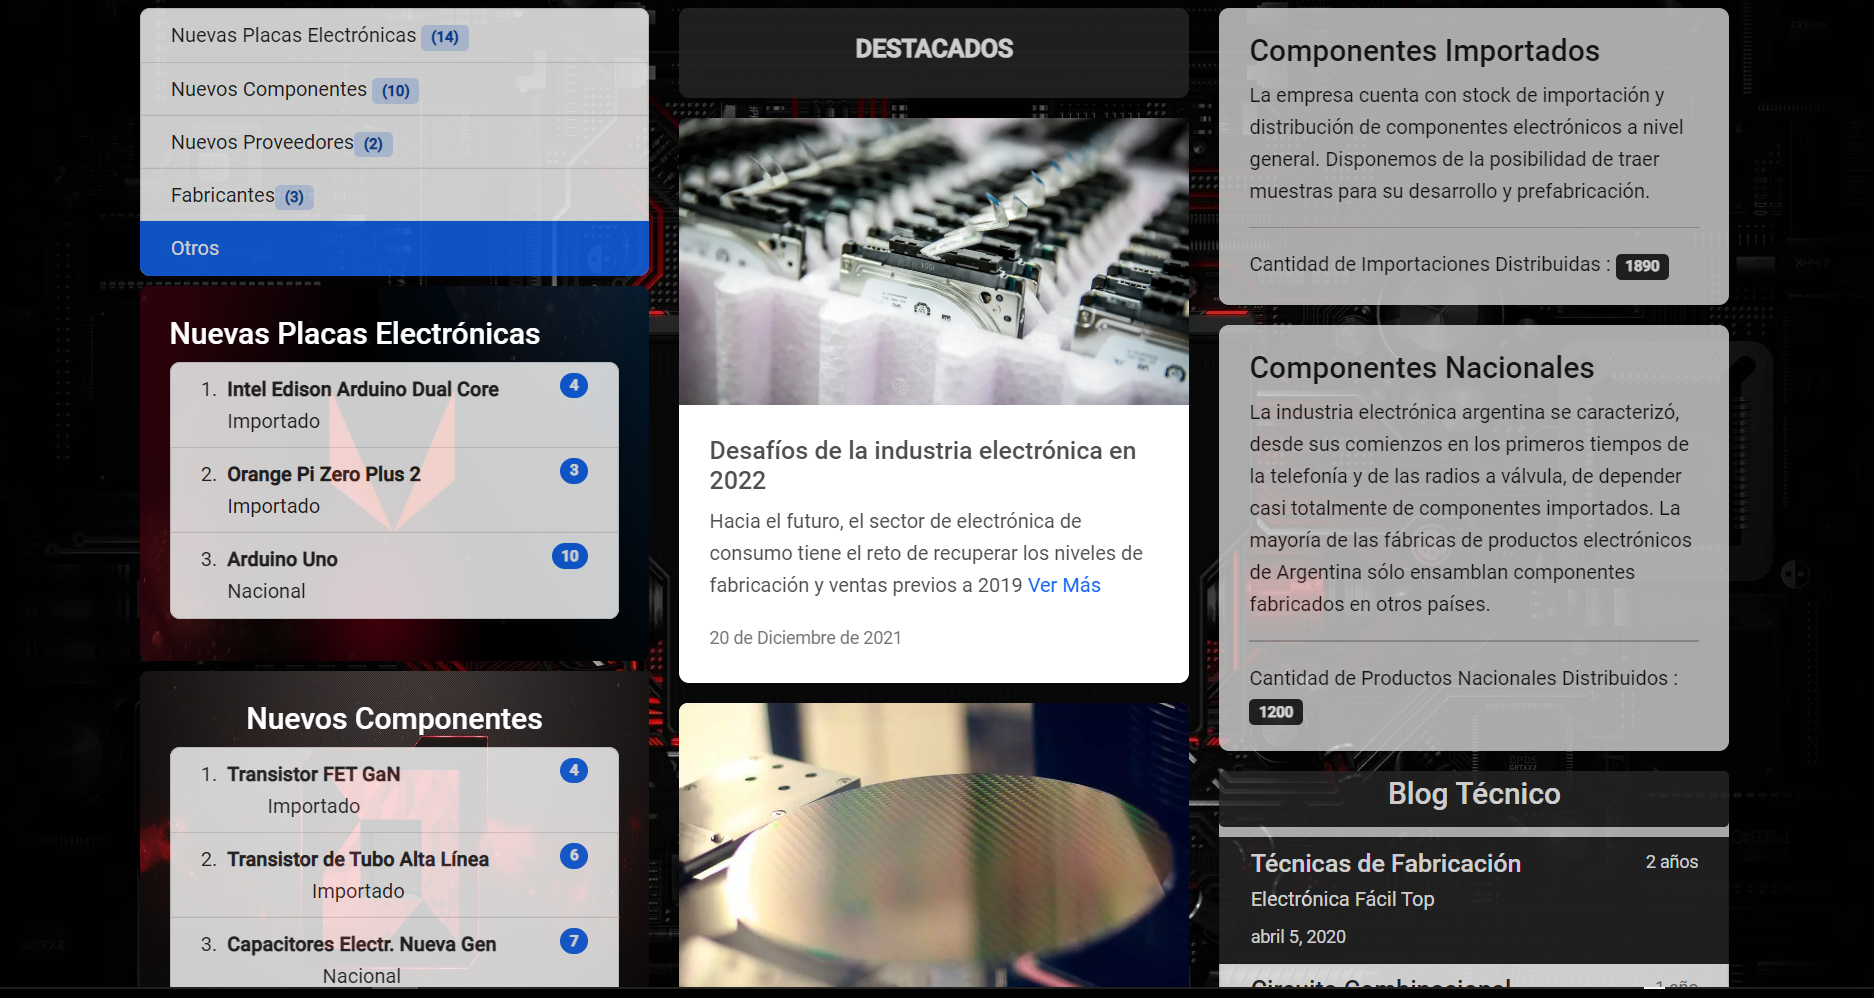 Nuevas Placas Electrónicas (14)
Nuevos Componentes (10)
Nuevos Proveedores (2)
Fabricantes (3)
Otros
Nuevas Placas Electrónicas
1. Intel Edison Arduino Dual Core 4
Importado
2. Orange Pi Zero Plus 2 3
Importado
3. Arduino Uno 10
Nacional
Nuevos Componentes
1. Transistor FET GaN 4
Importado
2. Transistor de Tubo Alta Línea 6
Importado
3. Capacitores Electr. Nueva Gen 7
Nacional
DESTACADOS
Desafíos de la industria electrónica en
2022
Hacia el futuro, el sector de electrónica de
consumo tiene el reto de recuperar los niveles de
fabricación y ventas previos a 2019 Ver Más
20 de Diciembre de 2021
Componentes Importados
La empresa cuenta con stock de importación y
distribución de componentes electrónicos a nivel
general. Disponemos de la posibilidad de traer
muestras para su desarrollo y prefabricación.
Cantidad de Importaciones Distribuidas : 1890
Componentes Nacionales
La industria electrónica argentina se caracterizó,
desde sus comienzos en los primeros tiempos de
la telefonía y de las radios a válvula, de depender
casi totalmente de componentes importados. La
mayoría de las fábricas de productos electrónicos
de Argentina sólo ensamblan componentes
fabricados en otros países.
Cantidad de Productos Nacionales Distribuidos :
1200
Blog Técnico
Técnicas de Fabricación 2 años
Electrónica Fácil Top
abril 5, 2020
Circuito Combinacional 1 año